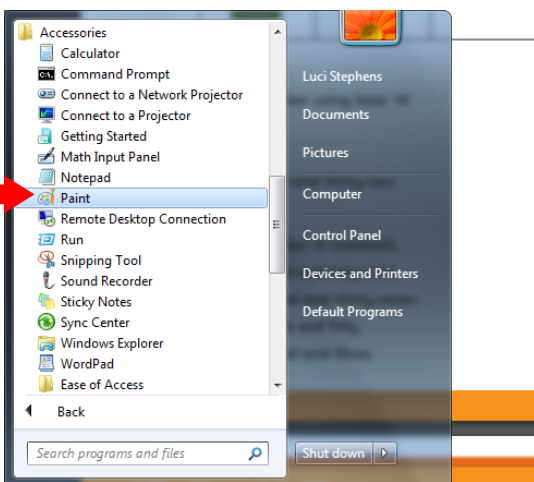 Accessories
Calculator
Command Prompt
Connect to a Network Projector
Connect to a Projector
Getting Started
Math Input Panel
Notepad
Paint
Remote Desktop Connection
Run
Snipping Tool
Sound Recorder
Sticky Notes
Sync Center
Windows Explorer
WordPad
Ease of Access
Back
Search programs and files
Luci Stephens
Documents
Pictures
Computer
Control Panel
Devices and Printers
Default Programs
Shut down